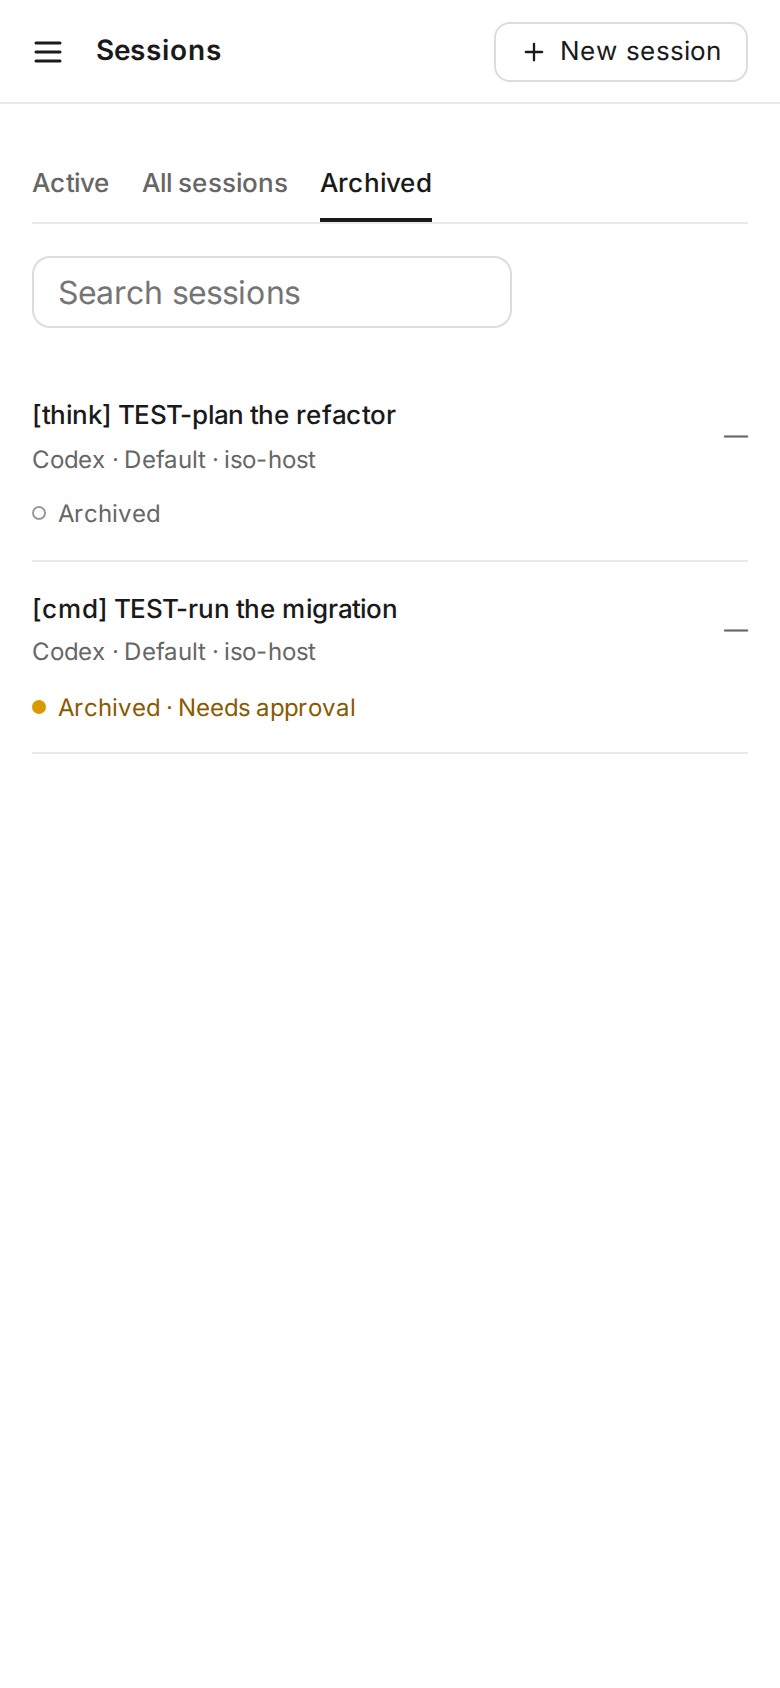 Sessions
+ New session
Active All sessions Archived
Search sessions
[think] TEST-plan the refactor
—
Codex · Default · iso-host
Archived
[cmd] TEST-run the migration
—
Codex · Default · iso-host
Archived · Needs approval